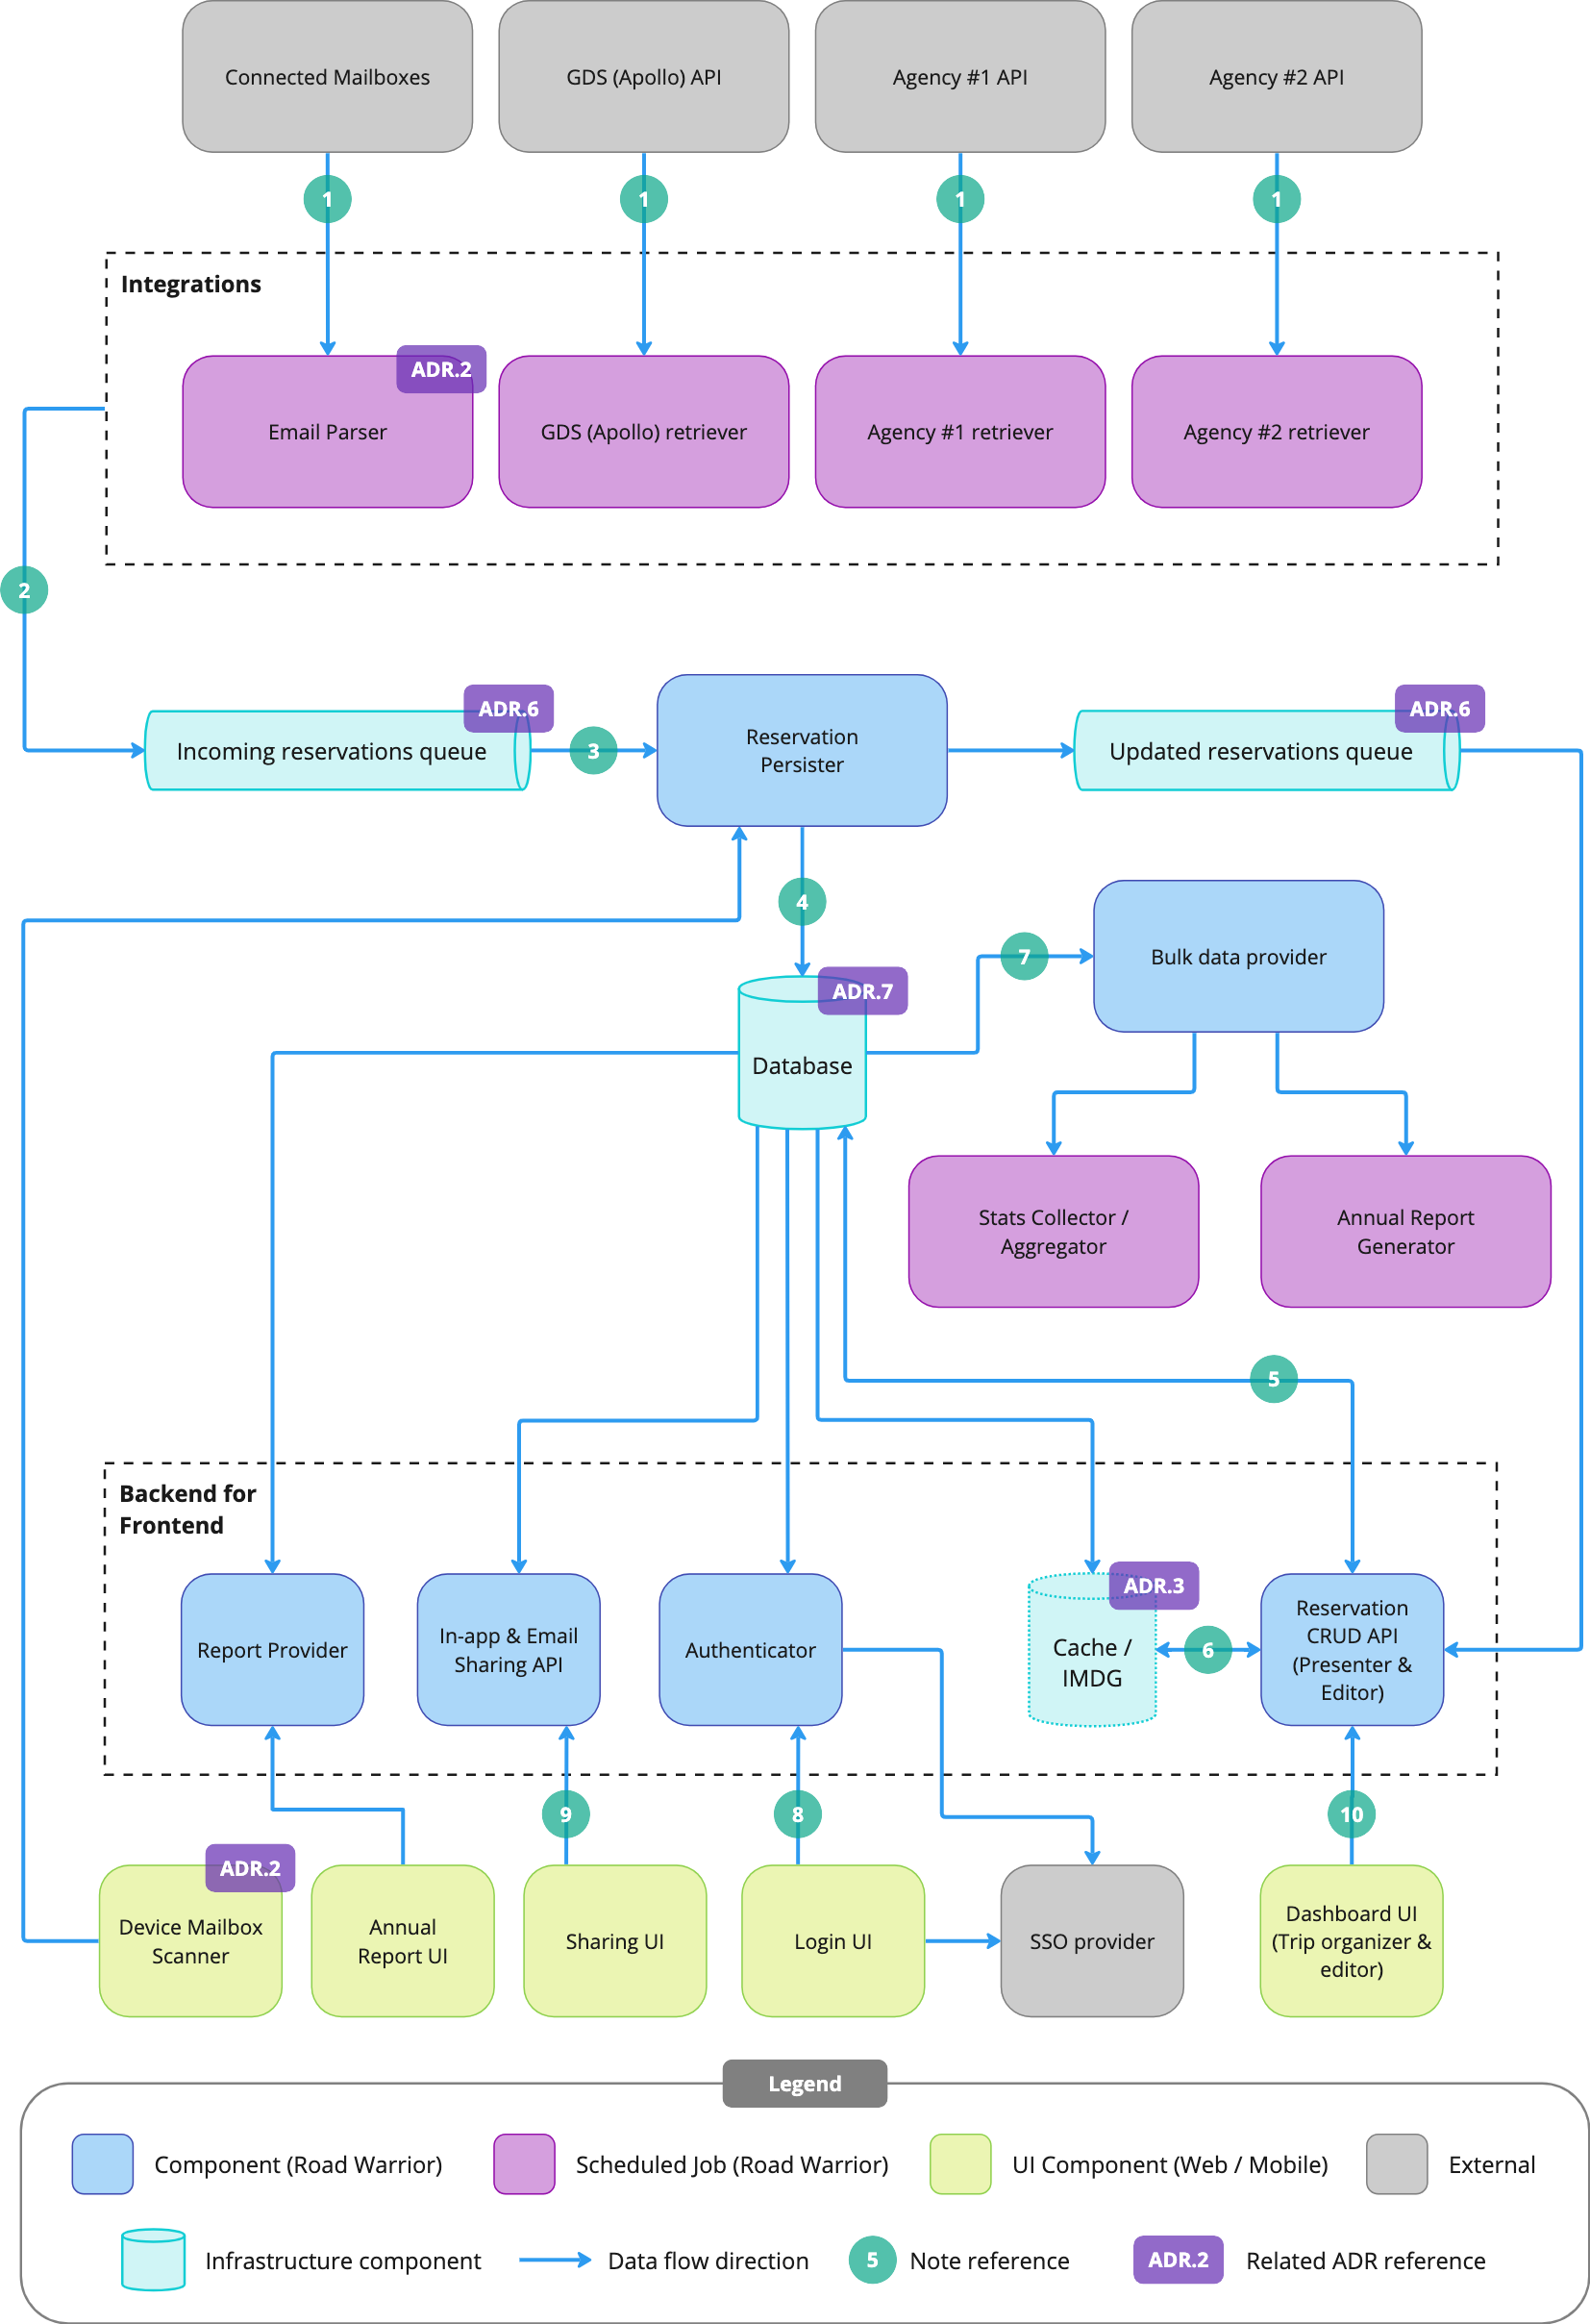 Connected Mailboxes
GDS (Apollo) API
Agency #1 API
Agency #2 API
1
1
1
1
Integrations
ADR.2
Email Parser
GDS (Apollo) retriever
Agency #1 retriever
Agency #2 retriever
2
ADR.6
Incoming reservations queue
3
Reservation
Persister
ADR.6
Updated reservations queue
4
7
Bulk data provider
ADR.7
Database
Stats Collector /
Aggregator
Annual Report
Generator
5
Backend for
Frontend
Report Provider
In-app & Email
Sharing API
Authenticator
ADR.3
Cache /
IMDG
6
Reservation
CRUD API
(Presenter &
Editor)
9
8
10
ADR.2
Device Mailbox
Scanner
Annual
Report UI
Sharing UI
Login UI
SSO provider
Dashboard UI
(Trip organizer &
editor)
Legend
Component (Road Warrior)
Scheduled Job (Road Warrior)
UI Component (Web / Mobile)
External
Infrastructure component
Data flow direction
5
Note reference
ADR.2
Related ADR reference